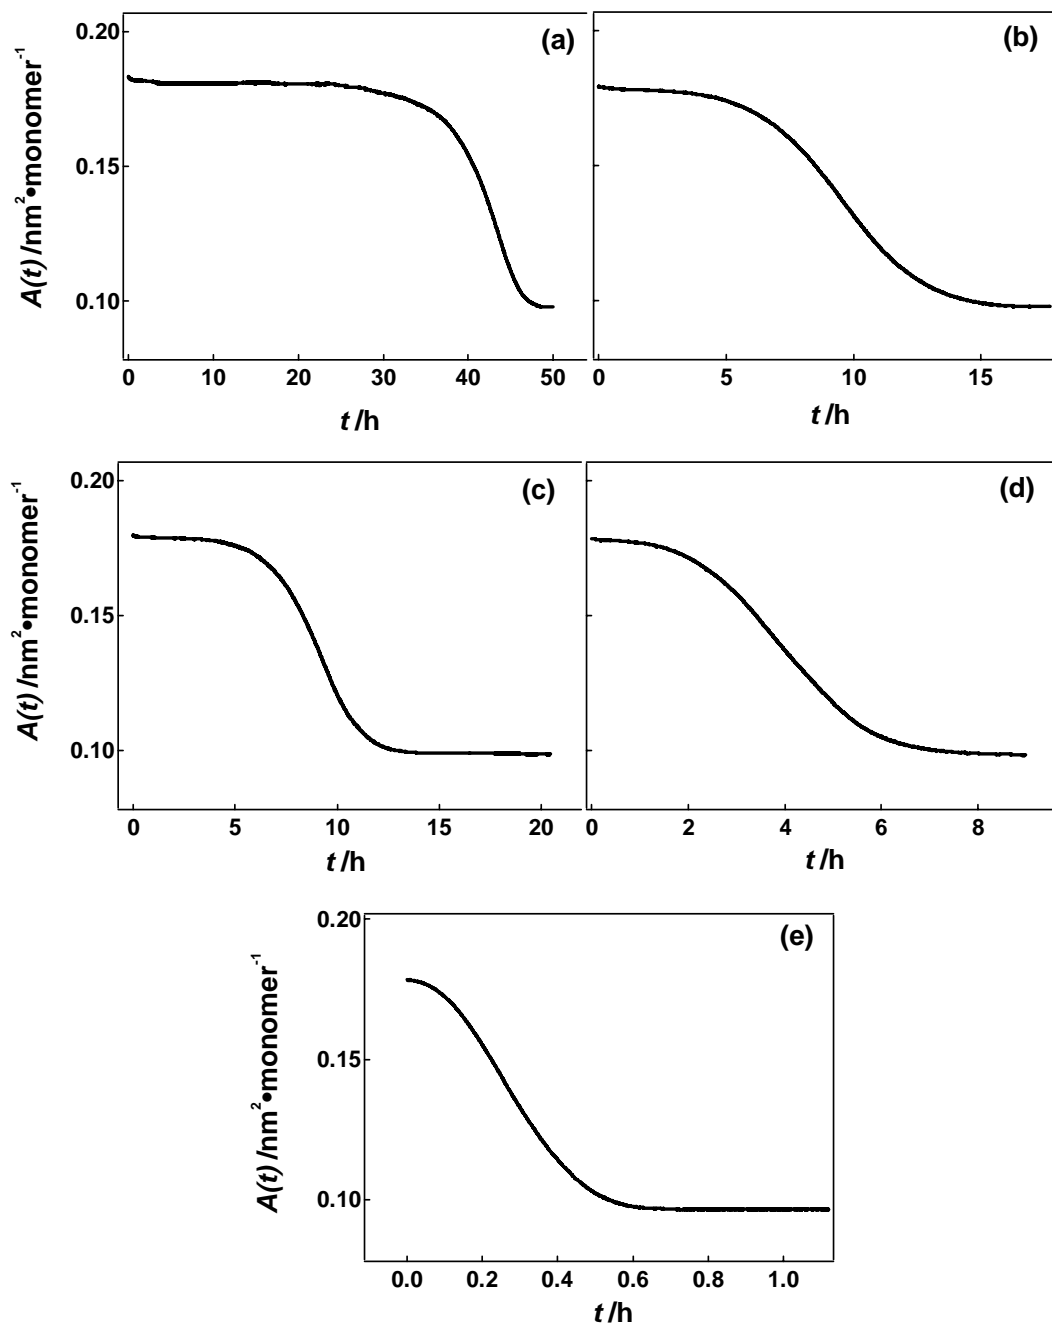 0.20
(a)
(b)
0.15
0.10
A(t) /nm²•monomer⁻¹
0 10 20 30 40 50
0 5 10 15
t /h
t /h
0.20
(c)
(d)
0.15
0.10
A(t) /nm²•monomer⁻¹
0 5 10 15 20
0 2 4 6 8
t /h
t /h
0.20
(e)
0.15
0.10
A(t) /nm²•monomer⁻¹
0.0 0.2 0.4 0.6 0.8 1.0
t /h